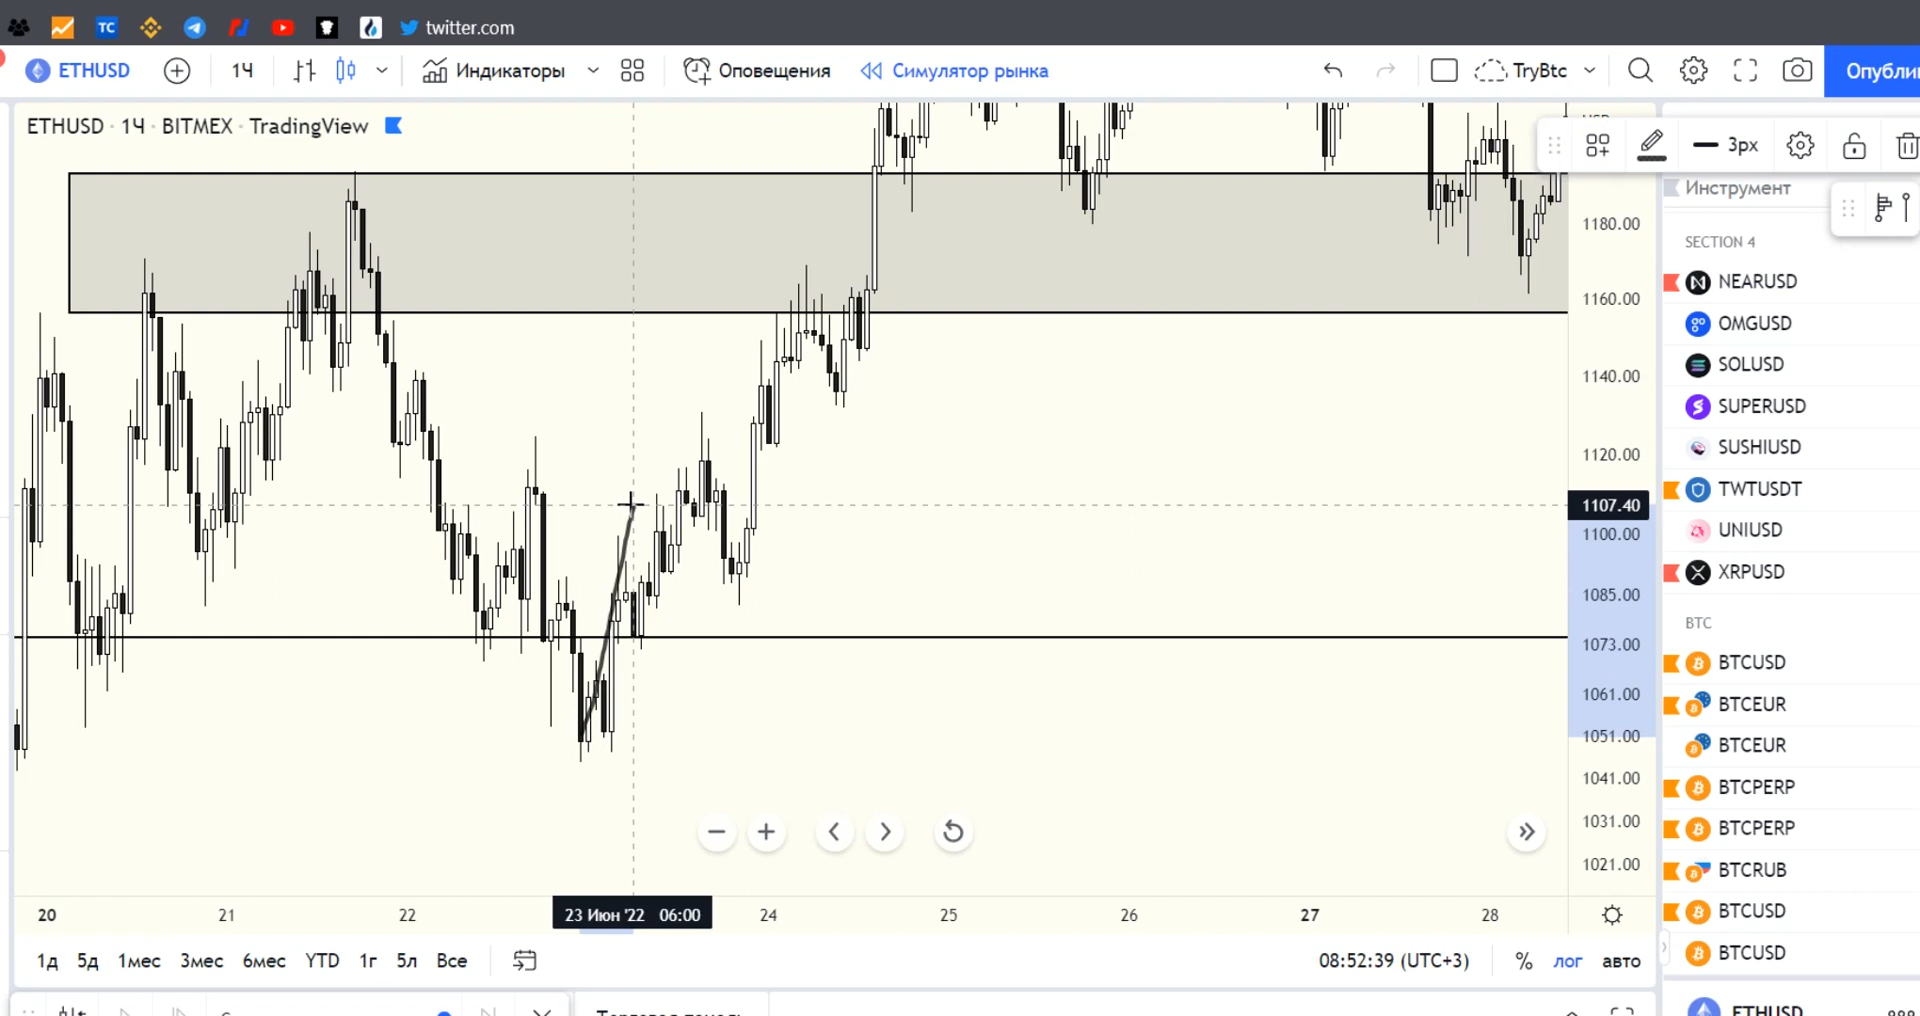 twitter.com
ETHUSD 1Ч Индикаторы Оповещения Симулятор рынка TryBtc Опубли
ETHUSD · 1Ч · BITMEX · TradingView
3px
Инструмент
1180.00
1160.00
1140.00
1120.00
1107.40
1100.00
1085.00
1073.00
1061.00
1051.00
1041.00
1031.00
1021.00
SECTION 4
NEARUSD
OMGUSD
SOLUSD
SUPERUSD
SUSHIUSD
TWTUSDT
UNIUSD
XRPUSD
BTC
BTCUSD
BTCEUR
BTCEUR
BTCPERP
BTCPERP
BTCRUB
BTCUSD
BTCUSD
ETHUSD
20 21 22 23 Июн '22 06:00 24 25 26 27 28
1д 5д 1мес 3мес 6мес YTD 1г 5л Все 08:52:39 (UTC+3) % лог авто